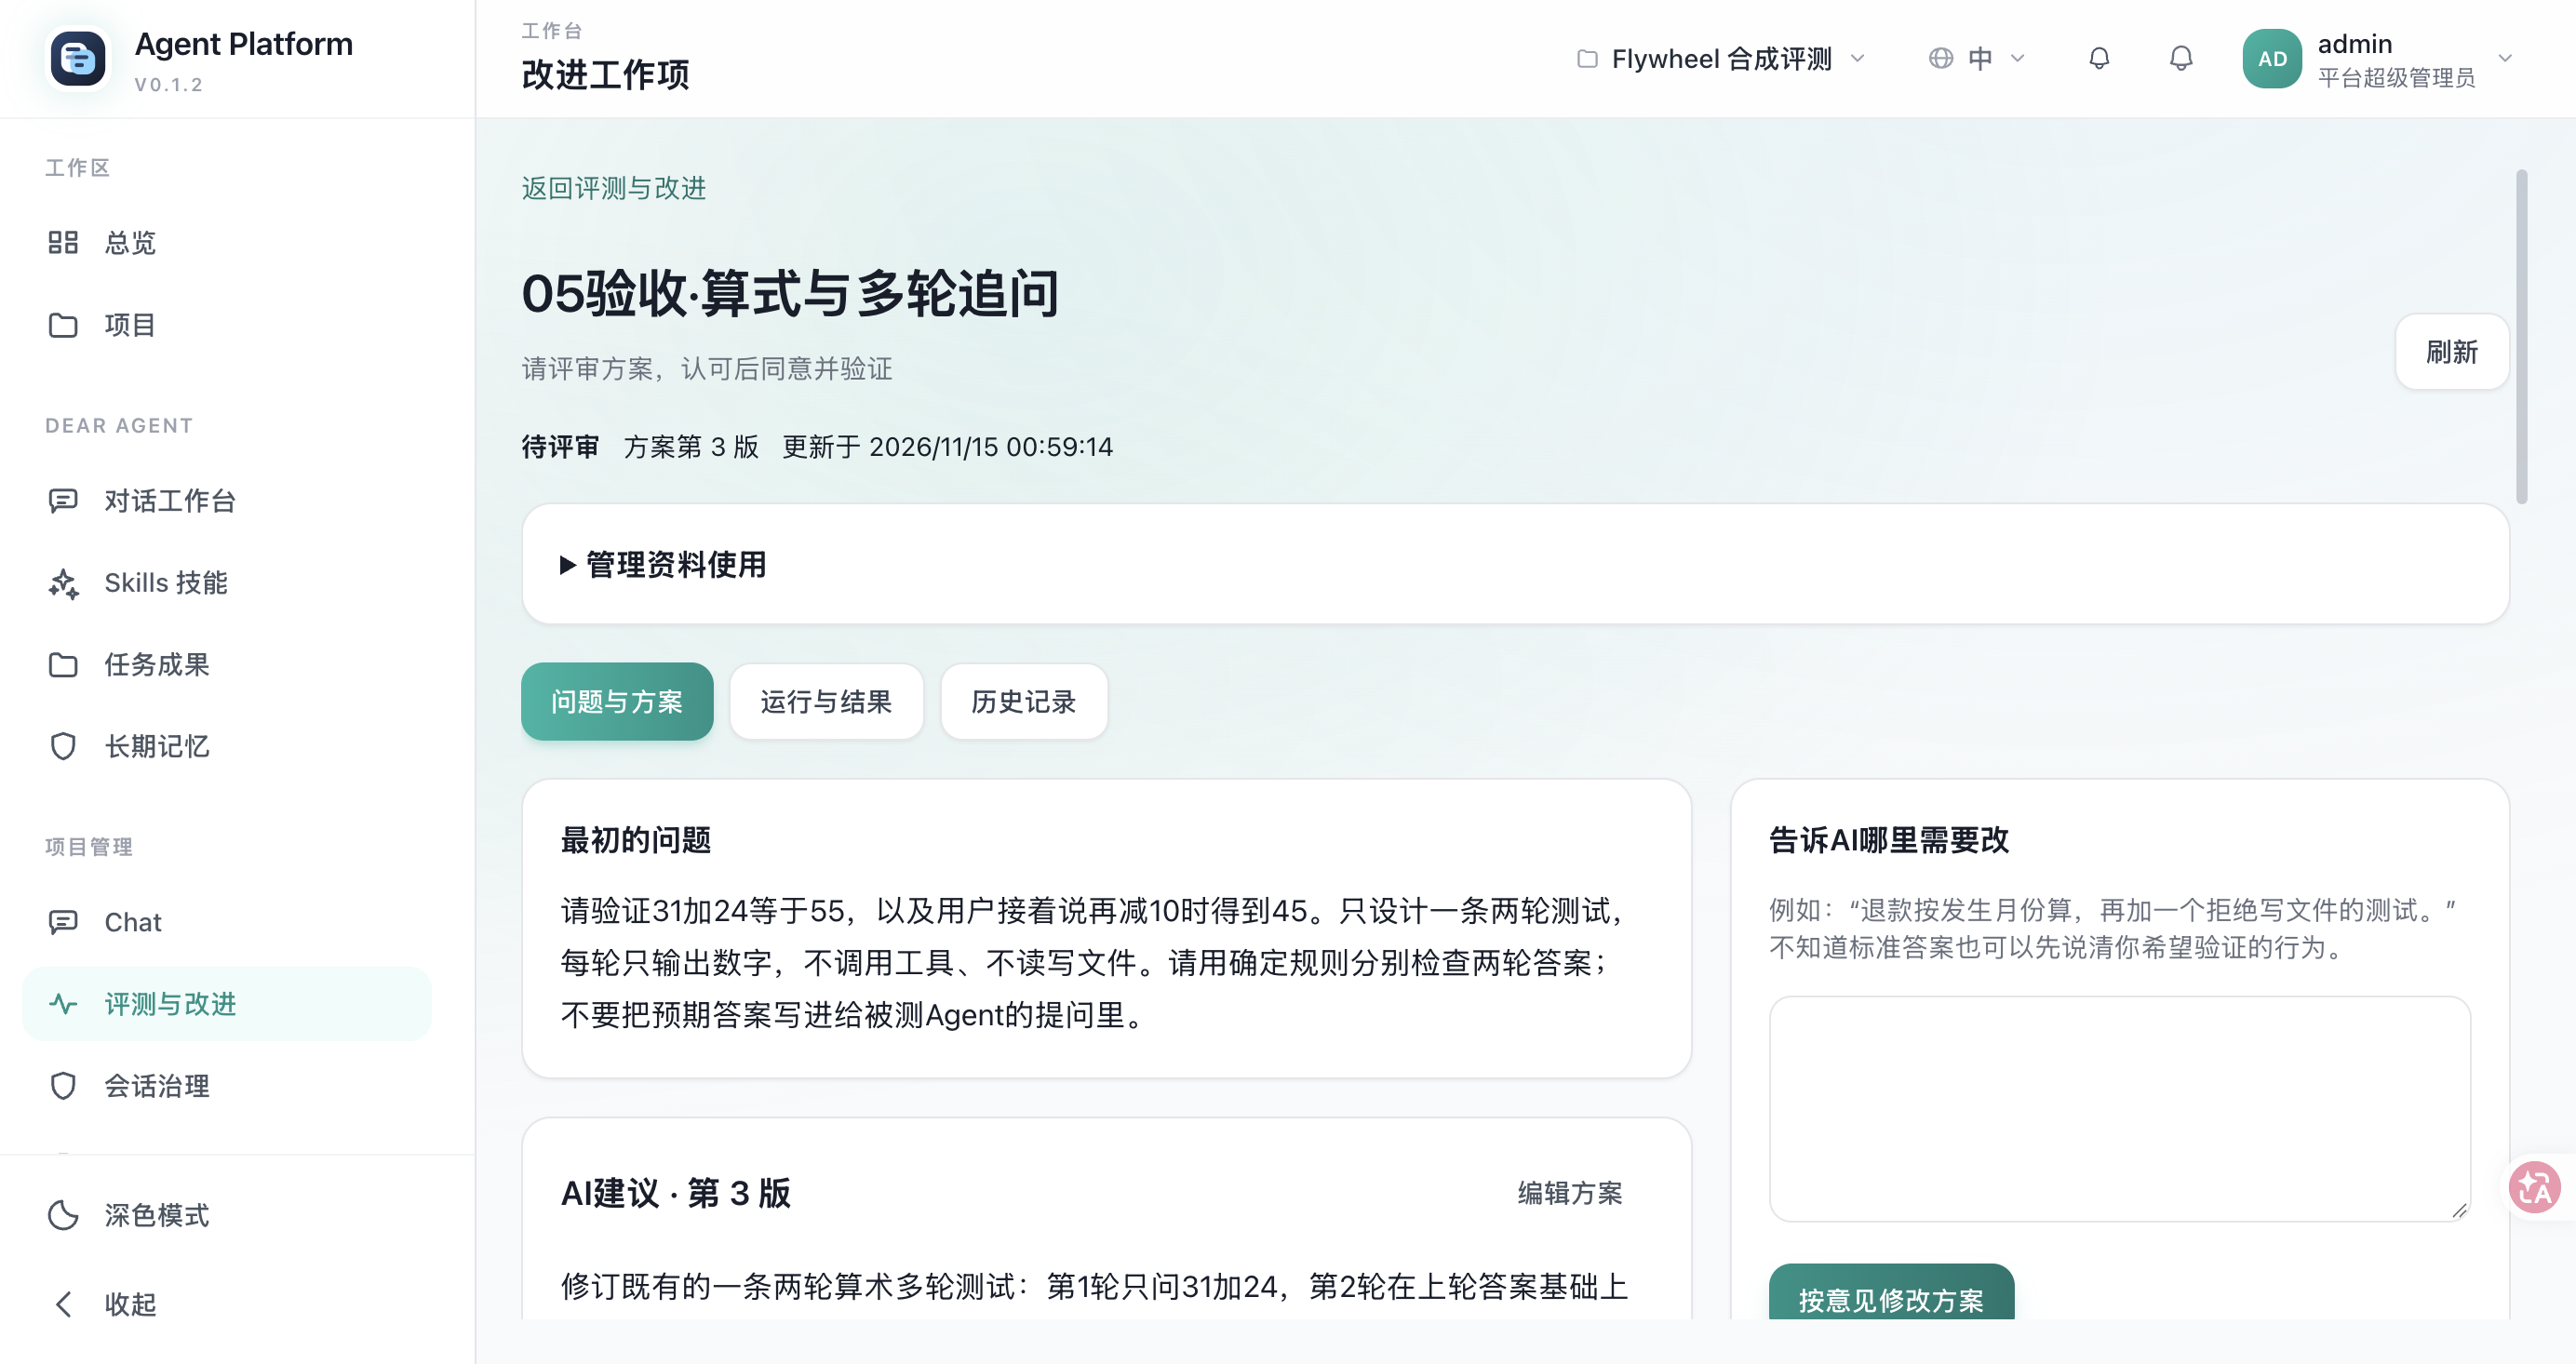 Agent Platform
V0.1.2
工作区
总览
项目
DEAR AGENT
对话工作台
Skills 技能
任务成果
长期记忆
项目管理
Chat
评测与改进
会话治理
深色模式
收起
工作台
改进工作项
Flywheel 合成评测
中
AD
admin
平台超级管理员
返回评测与改进
05验收·算式与多轮追问
请评审方案，认可后同意并验证
刷新
待评审 方案第 3 版 更新于 2026/11/15 00:59:14
▶ 管理资料使用
问题与方案
运行与结果
历史记录
最初的问题
请验证31加24等于55，以及用户接着说再减10时得到45。只设计一条两轮测试，
每轮只输出数字，不调用工具、不读写文件。请用确定规则分别检查两轮答案；
不要把预期答案写进给被测Agent的提问里。
AI建议 · 第 3 版
编辑方案
修订既有的一条两轮算术多轮测试：第1轮只问31加24，第2轮在上轮答案基础上
告诉AI哪里需要改
例如：“退款按发生月份算，再加一个拒绝写文件的测试。”
不知道标准答案也可以先说清你希望验证的行为。
按意见修改方案